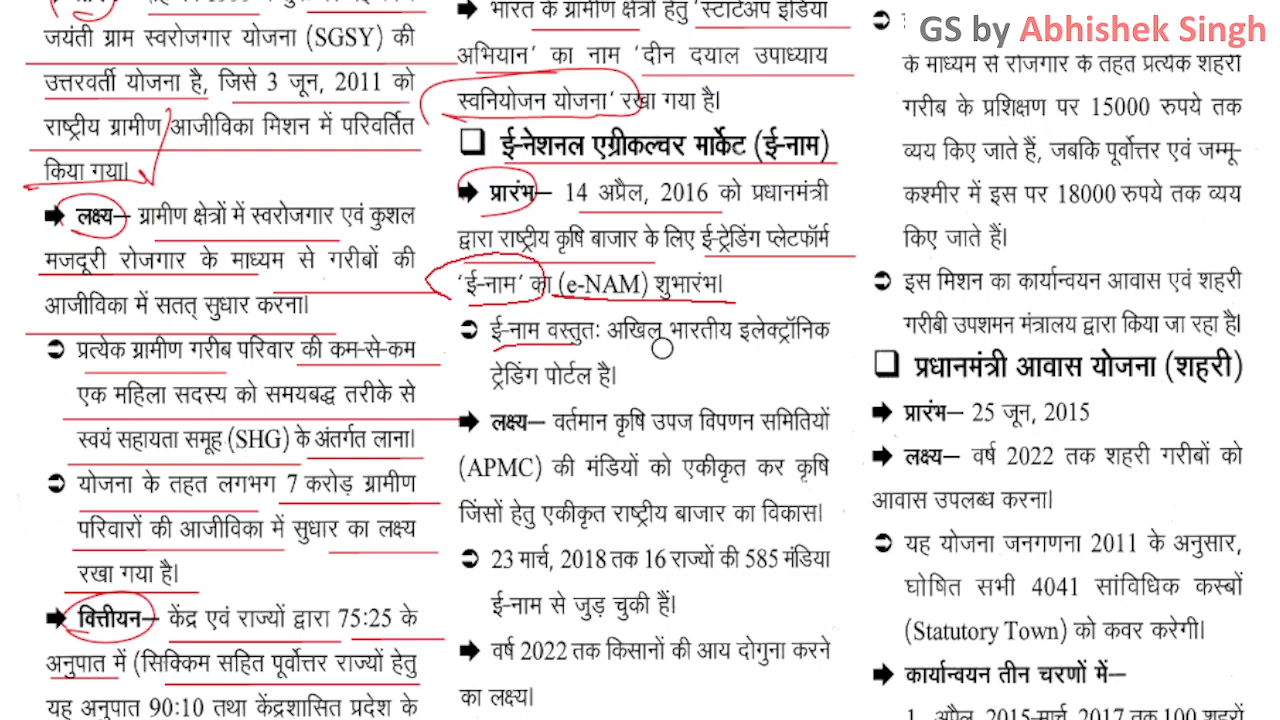 जयंती ग्राम स्वरोजगार योजना (SGSY) की
उत्तरवर्ती योजना है, जिसे 3 जून, 2011 को
राष्ट्रीय ग्रामीण आजीविका मिशन में परिवर्तित
किया गया।
लक्ष्य– ग्रामीण क्षेत्रों में स्वरोजगार एवं कुशल
मजदूरी रोजगार के माध्यम से गरीबों की
आजीविका में सतत् सुधार करना।
प्रत्येक ग्रामीण गरीब परिवार की कम-से-कम
एक महिला सदस्य को समयबद्ध तरीके से
स्वयं सहायता समूह (SHG) के अंतर्गत लाना।
योजना के तहत लगभग 7 करोड़ ग्रामीण
परिवारों की आजीविका में सुधार का लक्ष्य
रखा गया है।
वित्तीयन– केंद्र एवं राज्यों द्वारा 75:25 के
अनुपात में (सिक्किम सहित पूर्वोत्तर राज्यों हेतु
यह अनुपात 90:10 तथा केंद्रशासित प्रदेश के
भारत के ग्रामीण क्षेत्रों हेतु 'स्टार्टअप इंडिया
अभियान' का नाम 'दीन दयाल उपाध्याय
स्वनियोजन योजना' रखा गया है।
ई-नेशनल एग्रीकल्चर मार्केट (ई-नाम)
प्रारंभ– 14 अप्रैल, 2016 को प्रधानमंत्री
द्वारा राष्ट्रीय कृषि बाजार के लिए ई-ट्रेडिंग प्लेटफॉर्म
'ई-नाम' का (e-NAM) शुभारंभ।
ई-नाम वस्तुतः अखिल भारतीय इलेक्ट्रॉनिक
ट्रेडिंग पोर्टल है।
लक्ष्य– वर्तमान कृषि उपज विपणन समितियों
(APMC) की मंडियों को एकीकृत कर कृषि
जिंसों हेतु एकीकृत राष्ट्रीय बाजार का विकास।
23 मार्च, 2018 तक 16 राज्यों की 585 मंडिया
ई-नाम से जुड़ चुकी हैं।
वर्ष 2022 तक किसानों की आय दोगुना करने
का लक्ष्य।
GS by Abhishek Singh
के माध्यम से रोजगार के तहत प्रत्येक शहरी
गरीब के प्रशिक्षण पर 15000 रुपये तक
व्यय किए जाते हैं, जबकि पूर्वोत्तर एवं जम्मू-
कश्मीर में इस पर 18000 रुपये तक व्यय
किए जाते हैं।
इस मिशन का कार्यान्वयन आवास एवं शहरी
गरीबी उपशमन मंत्रालय द्वारा किया जा रहा है।
प्रधानमंत्री आवास योजना (शहरी)
प्रारंभ– 25 जून, 2015
लक्ष्य– वर्ष 2022 तक शहरी गरीबों को
आवास उपलब्ध करना।
यह योजना जनगणना 2011 के अनुसार,
घोषित सभी 4041 सांविधिक कस्बों
(Statutory Town) को कवर करेगी।
कार्यान्वयन तीन चरणों में–
1. अप्रैल, 2015-मार्च, 2017 तक 100 शहरों